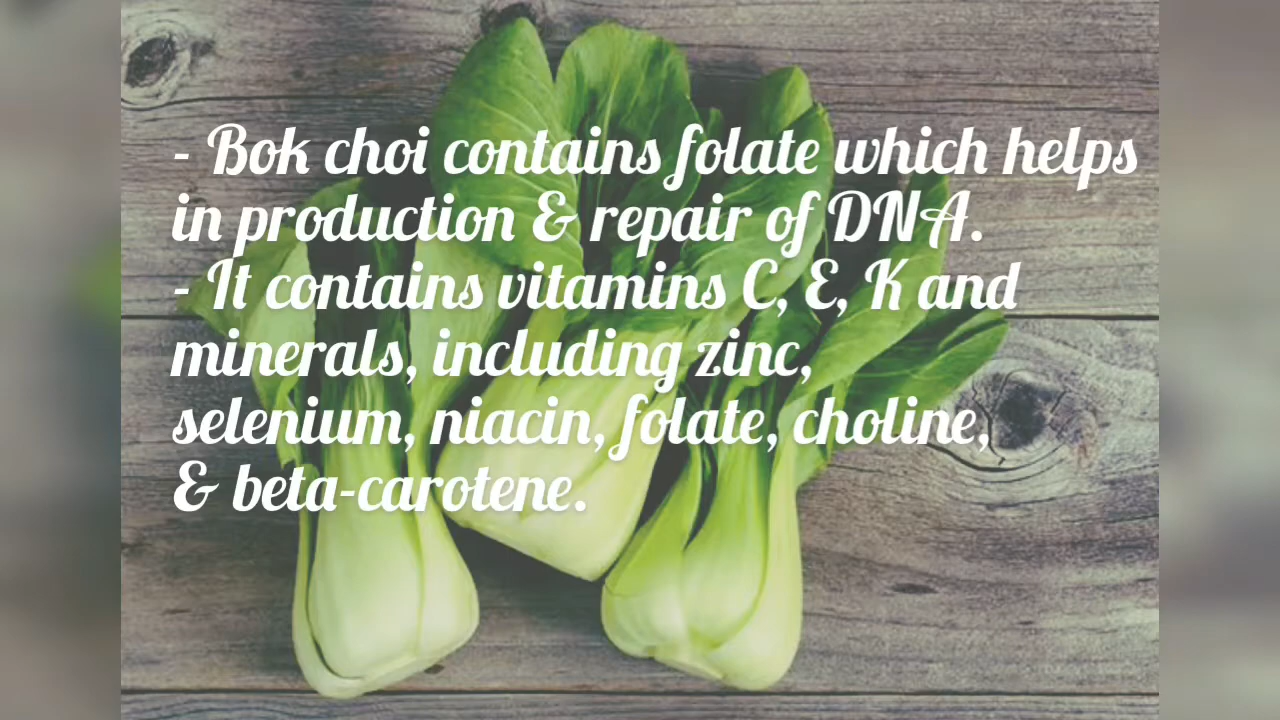 - Bok choi contains folate which helps
in production & repair of DNA.
- It contains vitamins C, E, K and
minerals, including zinc,
selenium, niacin, folate, choline,
& beta-carotene.